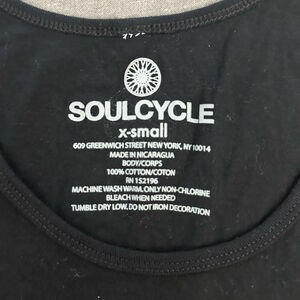 SOULCYCLE
x-small
609 GREENWICH STREET NEW YORK, NY 10014
MADE IN NICARAGUA
BODY/CORPS
100% COTTON/COTON
RN 152196
MACHINE WASH WARM, ONLY NON-CHLORINE
BLEACH WHEN NEEDED
TUMBLE DRY LOW. DO NOT IRON DECORATION